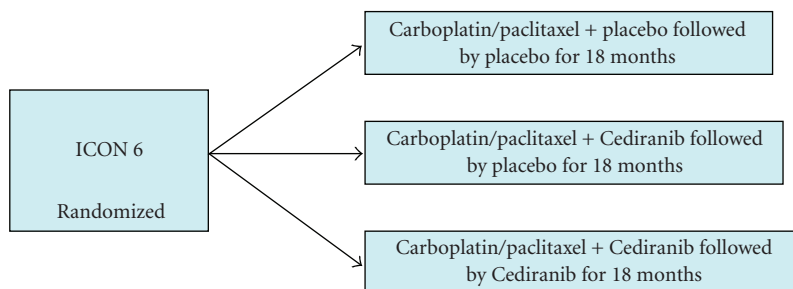 ICON 6
Randomized
Carboplatin/paclitaxel + placebo followed
by placebo for 18 months
Carboplatin/paclitaxel + Cediranib followed
by placebo for 18 months
Carboplatin/paclitaxel + Cediranib followed
by Cediranib for 18 months